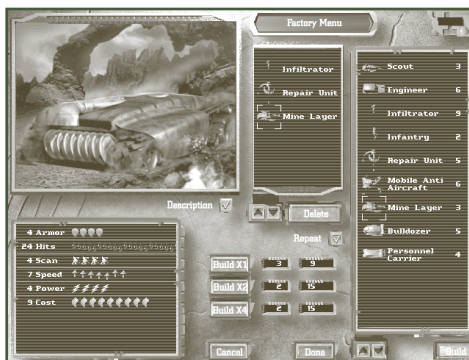 Factory Menu
Infiltrator
Repair Unit
Mine Layer
Scout 3
Engineer 6
Infiltrator 9
Infantry 2
Repair Unit 5
Mobile Anti
Aircraft 6
Mine Layer 3
Bulldozer 5
Personnel
Carrier 4
Description
Delete
Repeat
4 Armor
24 Hits
4 Scan
7 Speed
4 Power
9 Cost
Build X1 3 9
Build X2 2 15
Build X4 2 15
Cancel
Done
Build